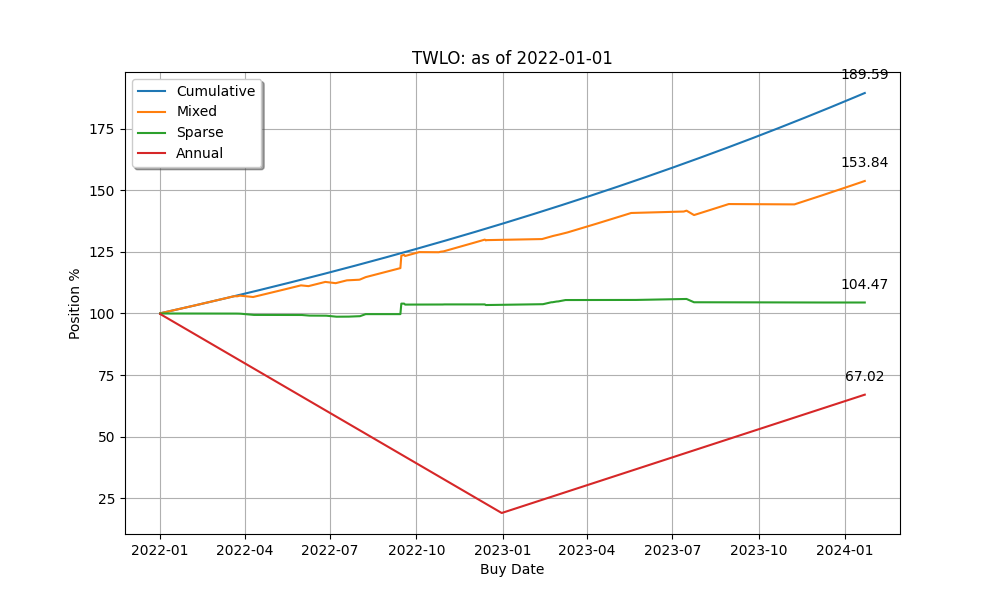 TWLO: as of 2022-01-01
Cumulative
Mixed
Sparse
Annual
189.59
153.84
104.47
67.02
Position %
175
150
125
100
75
50
25
2022-01 2022-04 2022-07 2022-10 2023-01 2023-04 2023-07 2023-10 2024-01
Buy Date